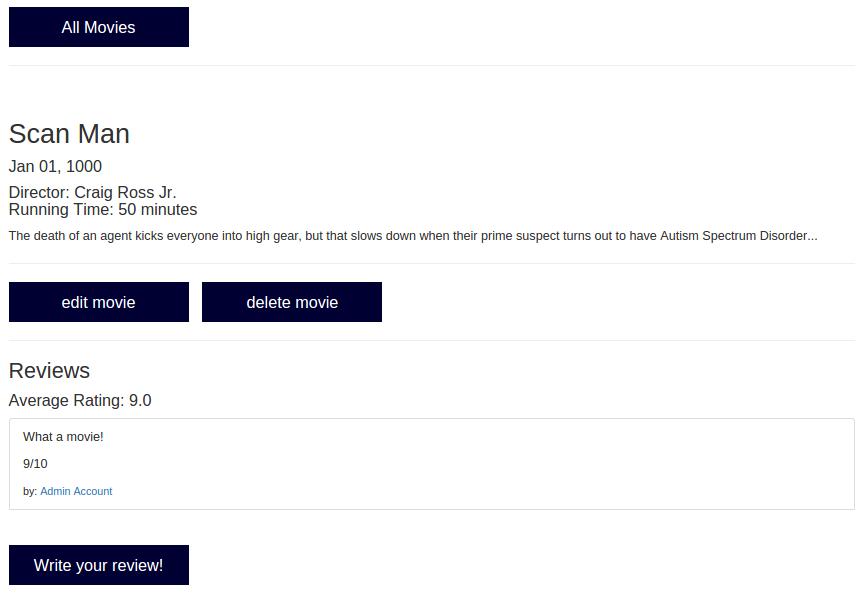 All Movies
Scan Man
Jan 01, 1000
Director: Craig Ross Jr.
Running Time: 50 minutes
The death of an agent kicks everyone into high gear, but that slows down when their prime suspect turns out to have Autism Spectrum Disorder...
edit movie delete movie
Reviews
Average Rating: 9.0
What a movie!
9/10
by: Admin Account
Write your review!